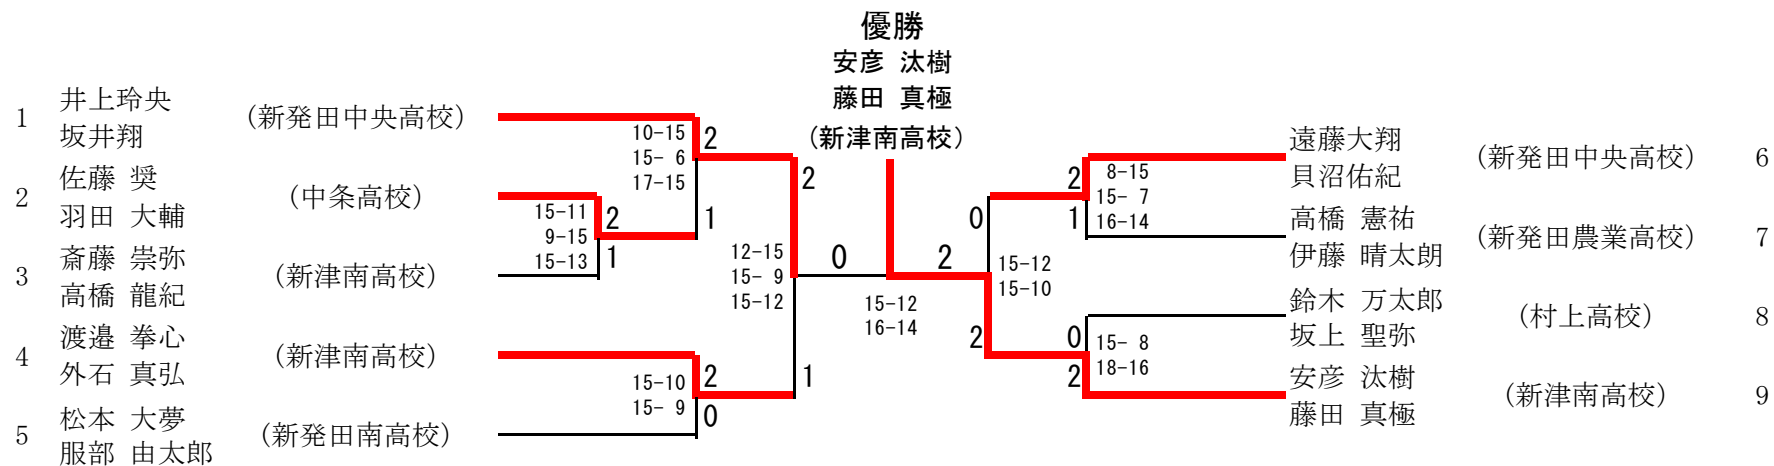 優勝
安彦 汰樹
藤田 真極
(新津南高校)
1 井上玲央 坂井翔 (新発田中央高校)
2 佐藤 奨 羽田 大輔 (中条高校)
3 斎藤 崇弥 高橋 龍紀 (新津南高校)
4 渡邉 拳心 外石 真弘 (新津南高校)
5 松本 大夢 服部 由太郎 (新発田南高校)
10-15
15- 6
17-15
2
1
15-11
9-15
15-13
2
1
15-10
15- 9
2
0
12-15
15- 9
15-12
2
1
0
2
15-12
16-14
0
2
15-12
15-10
2
1
8-15
15- 7
16-14
0
2
15- 8
18-16
遠藤大翔 貝沼佑紀 (新発田中央高校) 6
高橋 憲祐 伊藤 晴太朗 (新発田農業高校) 7
鈴木 万太郎 坂上 聖弥 (村上高校) 8
安彦 汰樹 藤田 真極 (新津南高校) 9